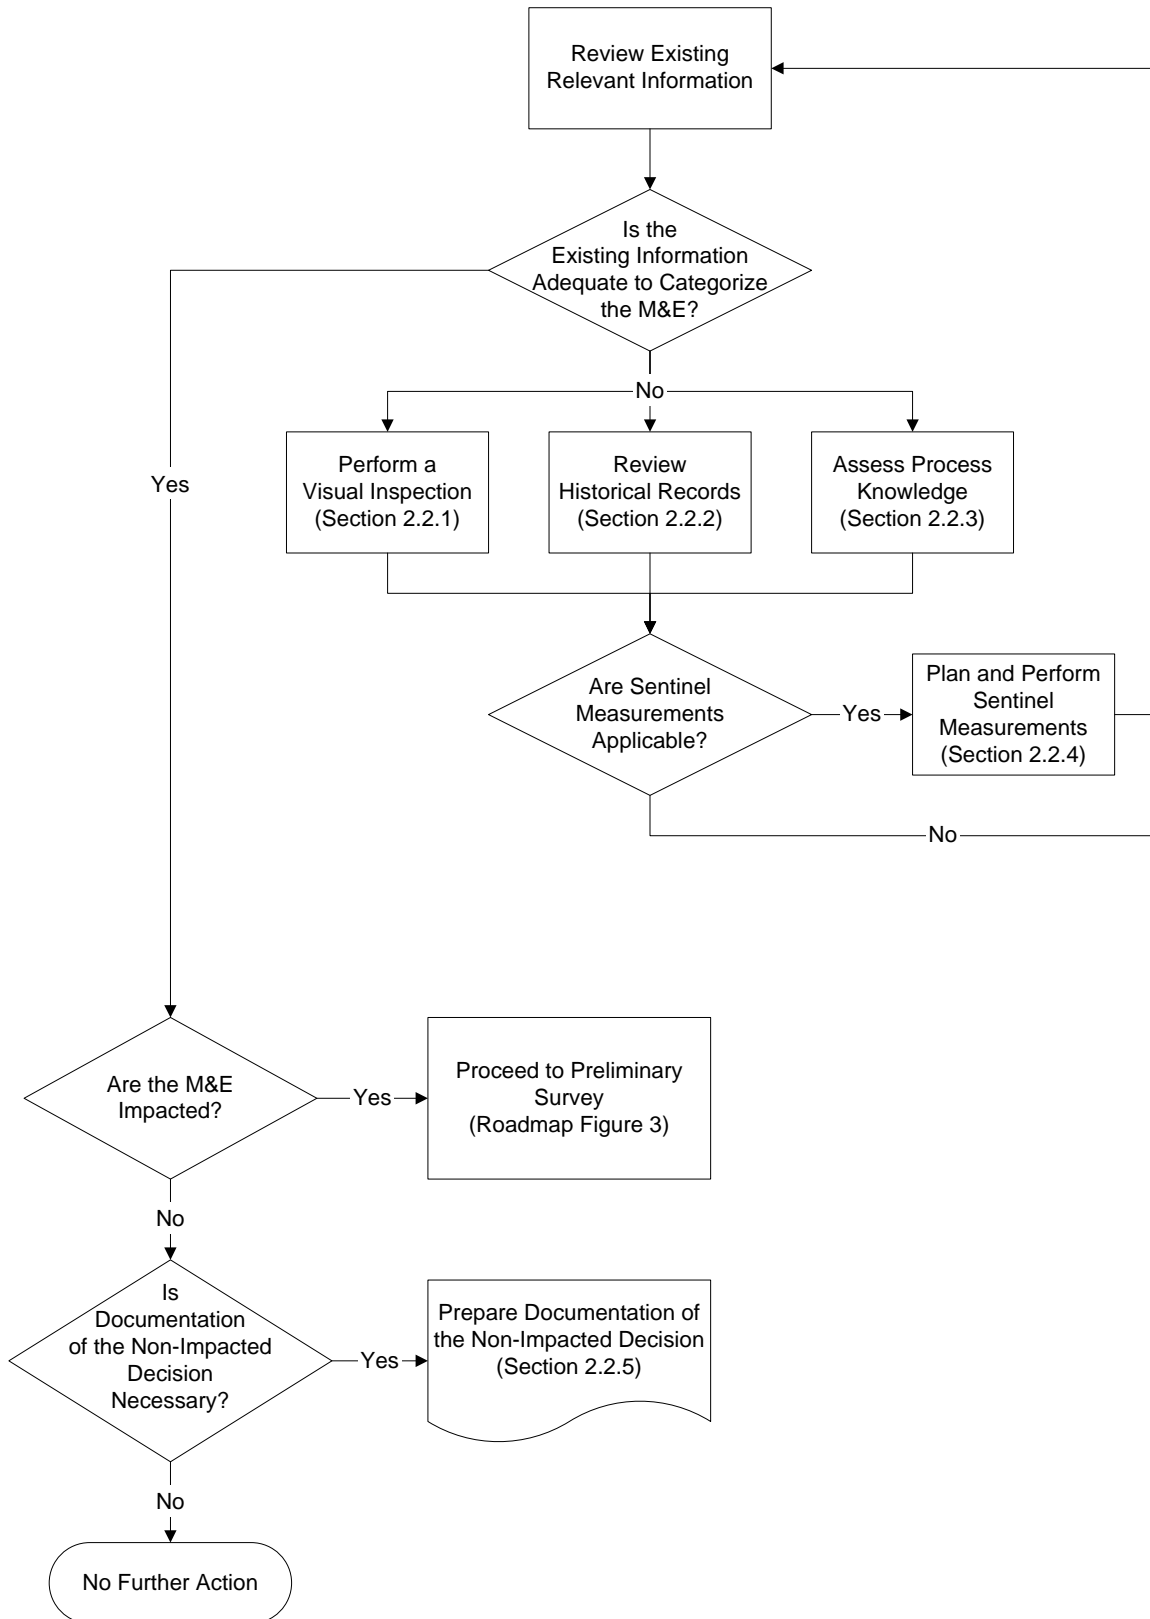 Review Existing
Relevant Information
Is the
Existing Information
Adequate to Categorize
the M&E?
No
Yes
Perform a
Visual Inspection
(Section 2.2.1)
Review
Historical Records
(Section 2.2.2)
Assess Process
Knowledge
(Section 2.2.3)
Are Sentinel
Measurements
Applicable?
Yes
Plan and Perform
Sentinel
Measurements
(Section 2.2.4)
No
Are the M&E
Impacted?
Yes
Proceed to Preliminary
Survey
(Roadmap Figure 3)
No
Is
Documentation
of the Non-Impacted
Decision
Necessary?
Yes
Prepare Documentation of
the Non-Impacted Decision
(Section 2.2.5)
No
No Further Action